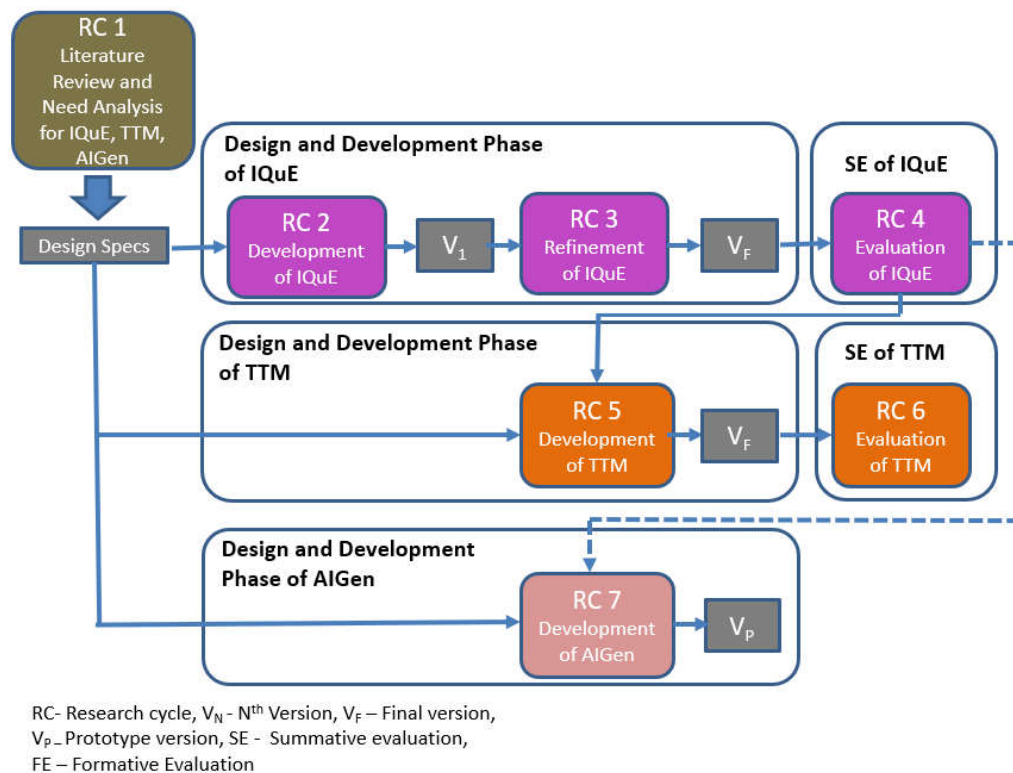 RC 1
Literature
Review and
Need Analysis
for IQuE, TTM,
AIGen
Design Specs
Design and Development Phase
of IQuE
RC 2
Development
of IQuE
V1
RC 3
Refinement
of IQuE
VF
SE of IQuE
RC 4
Evaluation
of IQuE
Design and Development Phase
of TTM
RC 5
Development
of TTM
VF
SE of TTM
RC 6
Evaluation
of TTM
Design and Development
Phase of AIGen
RC 7
Development
of AIGen
VP
RC- Research cycle, VN - Nth Version, VF – Final version,
VP – Prototype version, SE - Summative evaluation,
FE – Formative Evaluation